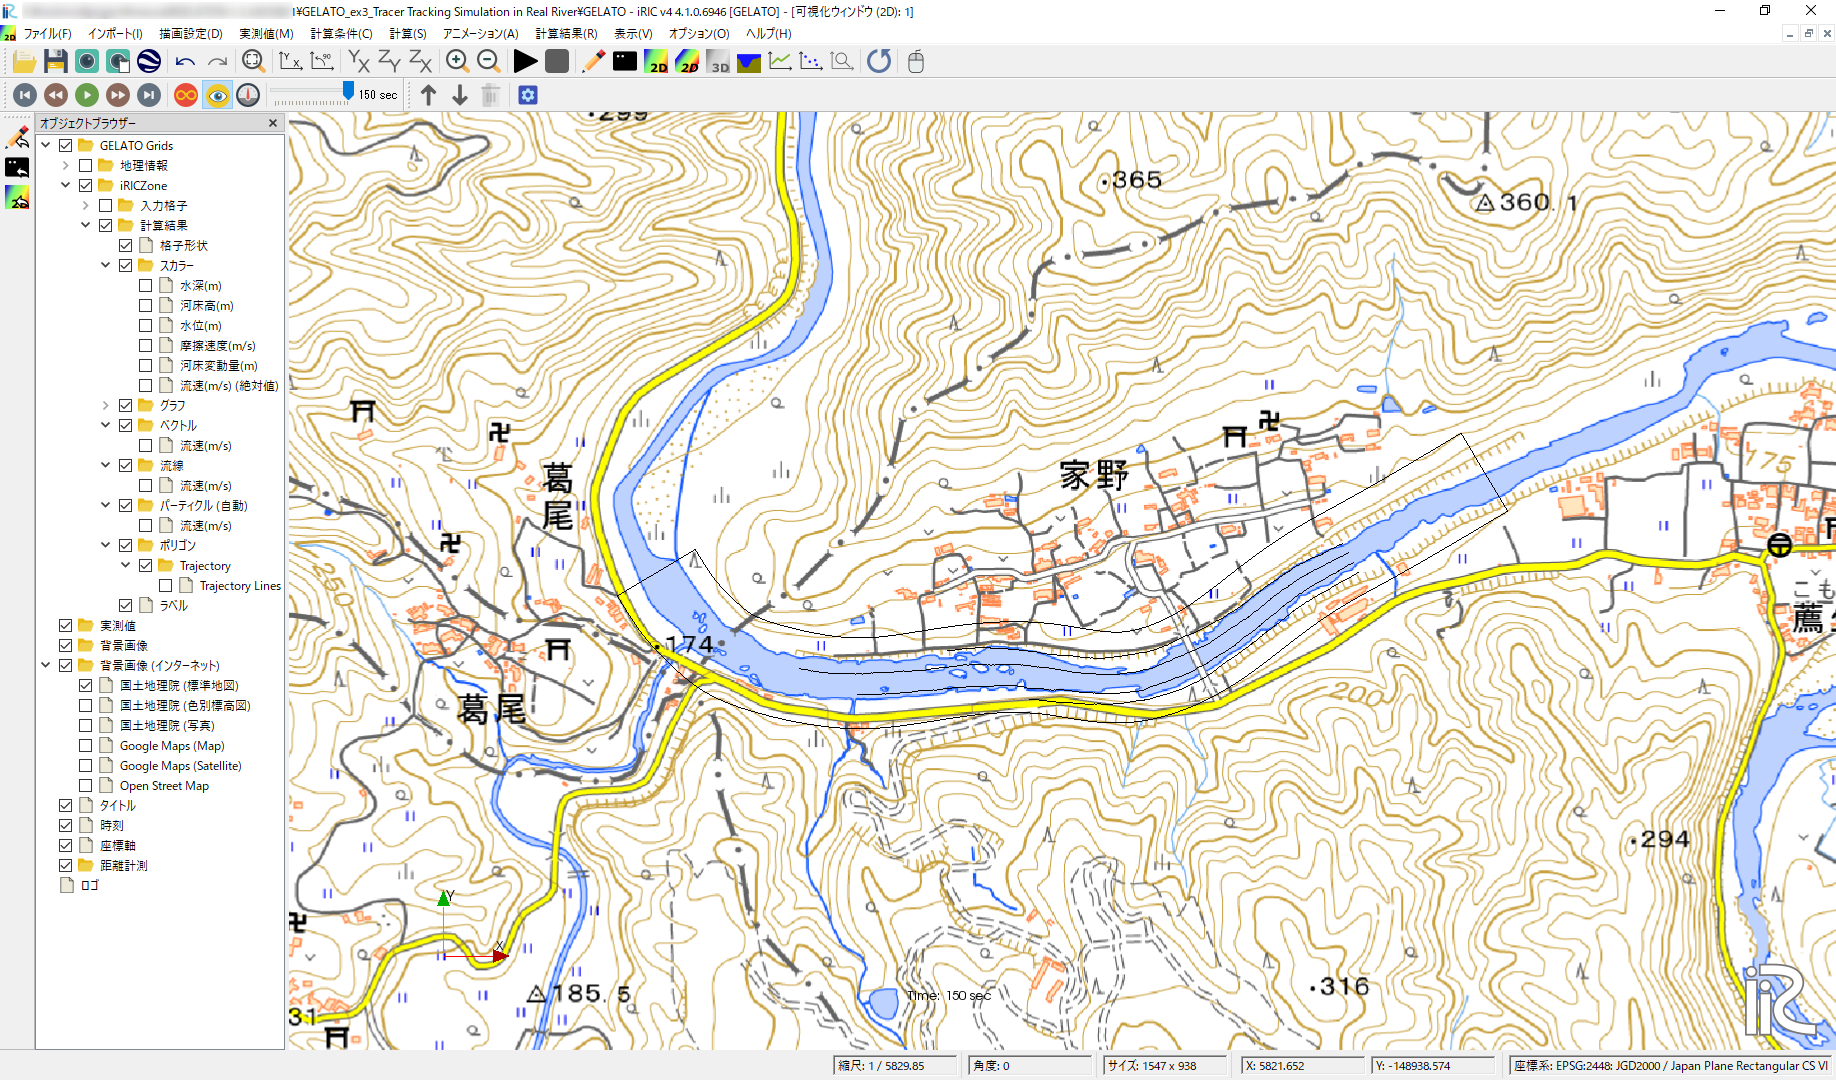 1¥GELATO_ex3_Tracer Tracking Simulation in Real River¥GELATO - iRIC v4 4.1.0.6946 [GELATO] - [可視化ウィンドウ (2D): 1]
ファイル(F) インポート(I) 描画設定(D) 実測値(M) 計算条件(C) 計算(S) アニメーション(A) 計算結果(R) 表示(V) オプション(O) ヘルプ(H)
150 sec
オブジェクトブラウザー
GELATO Grids
地理情報
iRICZone
入力格子
計算結果
格子形状
スカラー
水深(m)
河床高(m)
水位(m)
摩擦速度(m/s)
河床変動量(m)
流速(m/s) (絶対値)
グラフ
ベクトル
流速(m/s)
流線
流速(m/s)
パーティクル (自動)
流速(m/s)
ポリゴン
Trajectory
Trajectory Lines
ラベル
実測値
背景画像
背景画像 (インターネット)
国土地理院 (標準地図)
国土地理院 (色別標高図)
国土地理院 (写真)
Google Maps (Map)
Google Maps (Satellite)
Open Street Map
タイトル
時刻
座標軸
距離計測
ロゴ
299
365
360.1
家野
葛尾
175
250
174
葛尾
200
こも
薦
294
185.5
316
31
Y
X
Time: 150 sec
iRIC
縮尺: 1 / 5829.85 角度: 0 サイズ: 1547 x 938 X: 5821.652 Y: -148938.574 座標系: EPSG:2448: JGD2000 / Japan Plane Rectangular CS VI